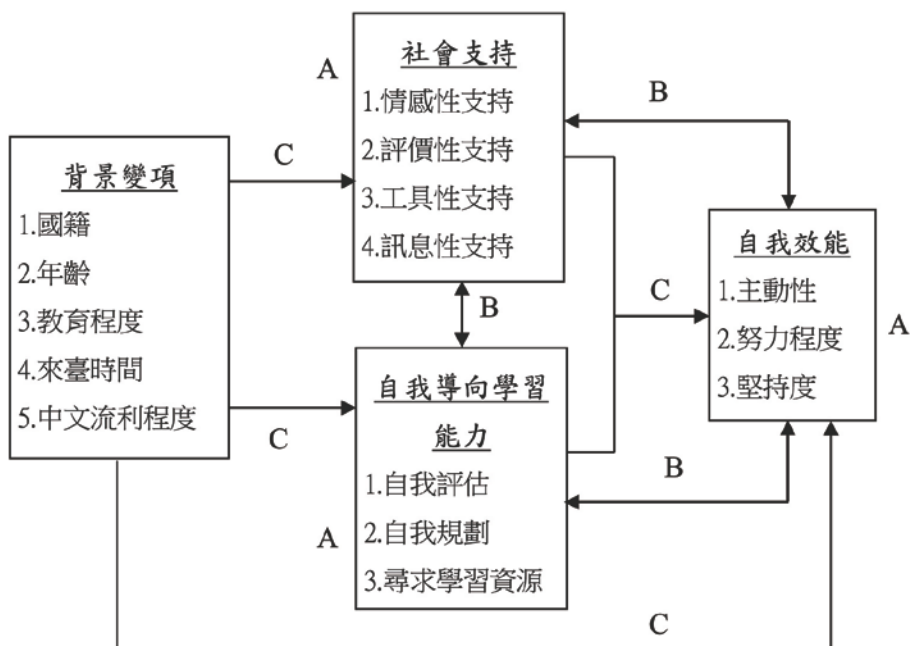 A
社會支持
1.情感性支持
2.評價性支持
3.工具性支持
4.訊息性支持
B
C
背景變項
1.國籍
2.年齡
3.教育程度
4.來臺時間
5.中文流利程度
自我效能
1.主動性
2.努力程度
3.堅持度
A
C
B
C
自我導向學習
能力
1.自我評估
2.自我規劃
3.尋求學習資源
A
B
C